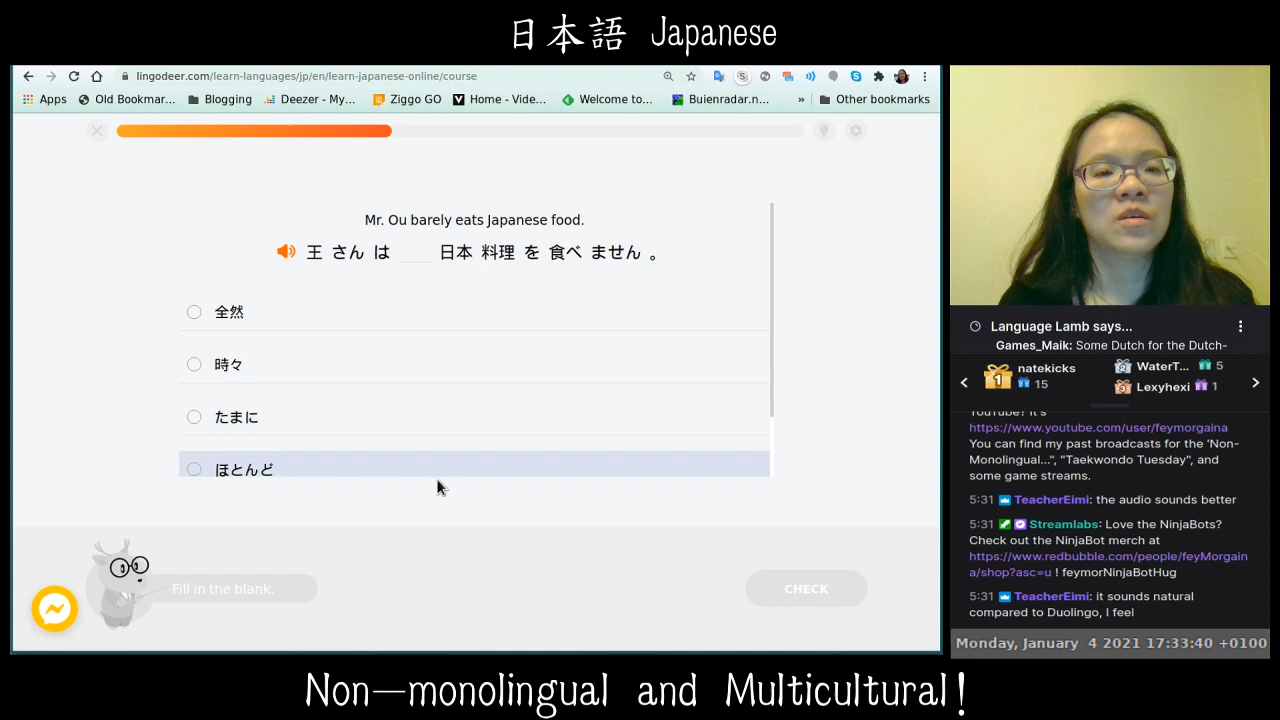 日本語 Japanese
lingodeer.com/learn-languages/jp/en/learn-japanese-online/course
Apps Old Bookmar... Blogging Deezer - My... Ziggo GO Home - Vide... Welcome to... Buienradar.n... » Other bookmarks
Mr. Ou barely eats Japanese food.
王 さん は ___ 日本 料理 を 食べ ません 。
全然
時々
たまに
ほとんど
Fill in the blank.
CHECK
Language Lamb says...
Games_Maik: Some Dutch for the Dutch-
1 natekicks 15
2 WaterT... 5
3 Lexyhexi 1
YouTube? It's
https://www.youtube.com/user/feymorgaina
You can find my past broadcasts for the 'Non-
Monolingual...", "Taekwondo Tuesday", and
some game streams.
5:31 TeacherEimi: the audio sounds better
5:31 Streamlabs: Love the NinjaBots?
Check out the NinjaBot merch at
https://www.redbubble.com/people/feyMorgain
a/shop?asc=u ! feymorNinjaBotHug
5:31 TeacherEimi: it sounds natural
compared to Duolingo, I feel
Monday, January 4 2021 17:33:40 +0100
Non-monolingual and Multicultural!